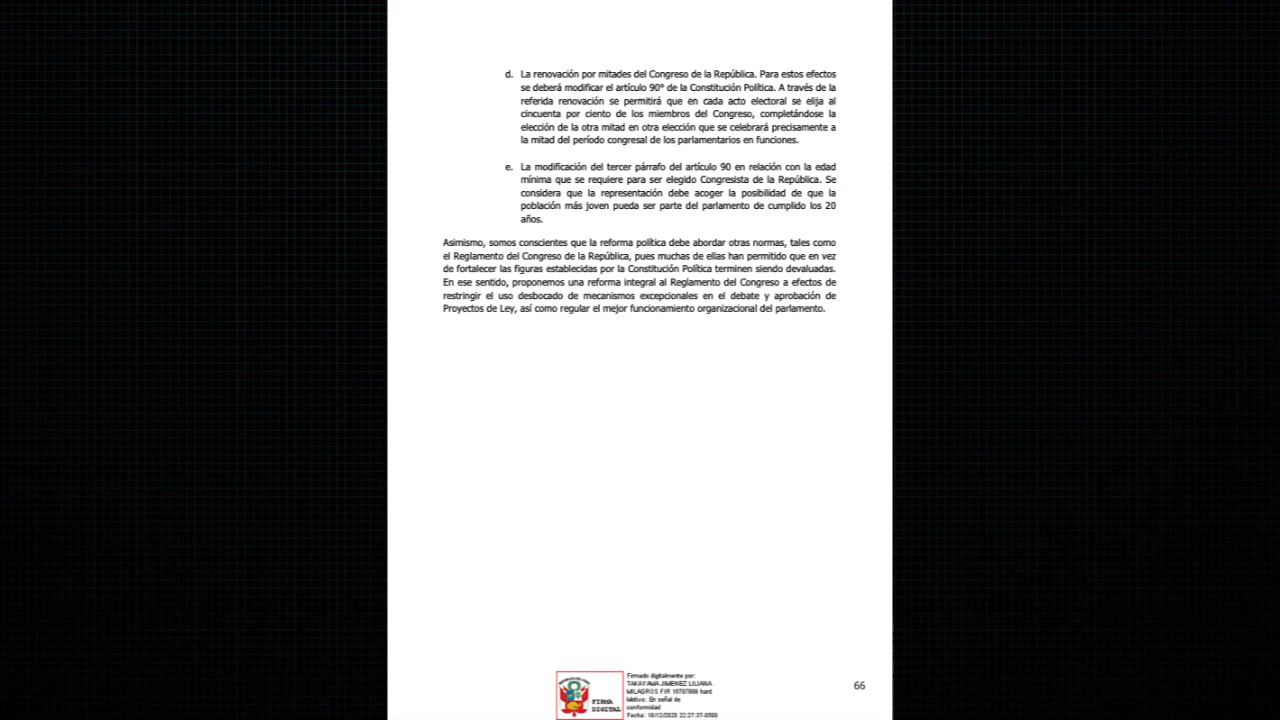 d. La renovación por mitades del Congreso de la República. Para estos efectos
se deberá modificar el artículo 90° de la Constitución Política. A través de la
referida renovación se permitirá que en cada acto electoral se elija al
cincuenta por ciento de los miembros del Congreso, completándose la
elección de la otra mitad en otra elección que se celebrará precisamente a
la mitad del período congresal de los parlamentarios en funciones.
e. La modificación del tercer párrafo del artículo 90 en relación con la edad
mínima que se requiere para ser elegido Congresista de la República. Se
considera que la representación debe acoger la posibilidad de que la
población más joven pueda ser parte del parlamento de cumplido los 20
años.
Asimismo, somos conscientes que la reforma política debe abordar otras normas, tales como
el Reglamento del Congreso de la República, pues muchas de ellas han permitido que en vez
de fortalecer las figuras establecidas por la Constitución Política terminen siendo devaluadas.
En ese sentido, proponemos una reforma integral al Reglamento del Congreso a efectos de
restringir el uso desbocado de mecanismos excepcionales en el debate y aprobación de
Proyectos de Ley, así como regular el mejor funcionamiento organizacional del parlamento.
FIRMA
DIGITAL
Firmado digitalmente por:
TAKAYAMA JIMENEZ LILIANA
MILAGROS FIR hard
Motivo: En señal de
conformidad
Fecha:
66